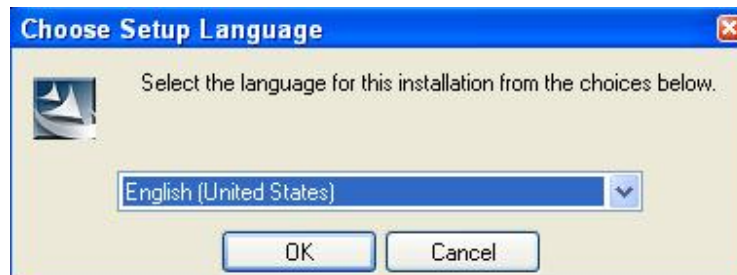 Choose Setup Language
Select the language for this installation from the choices below.
English (United States)
OK
Cancel